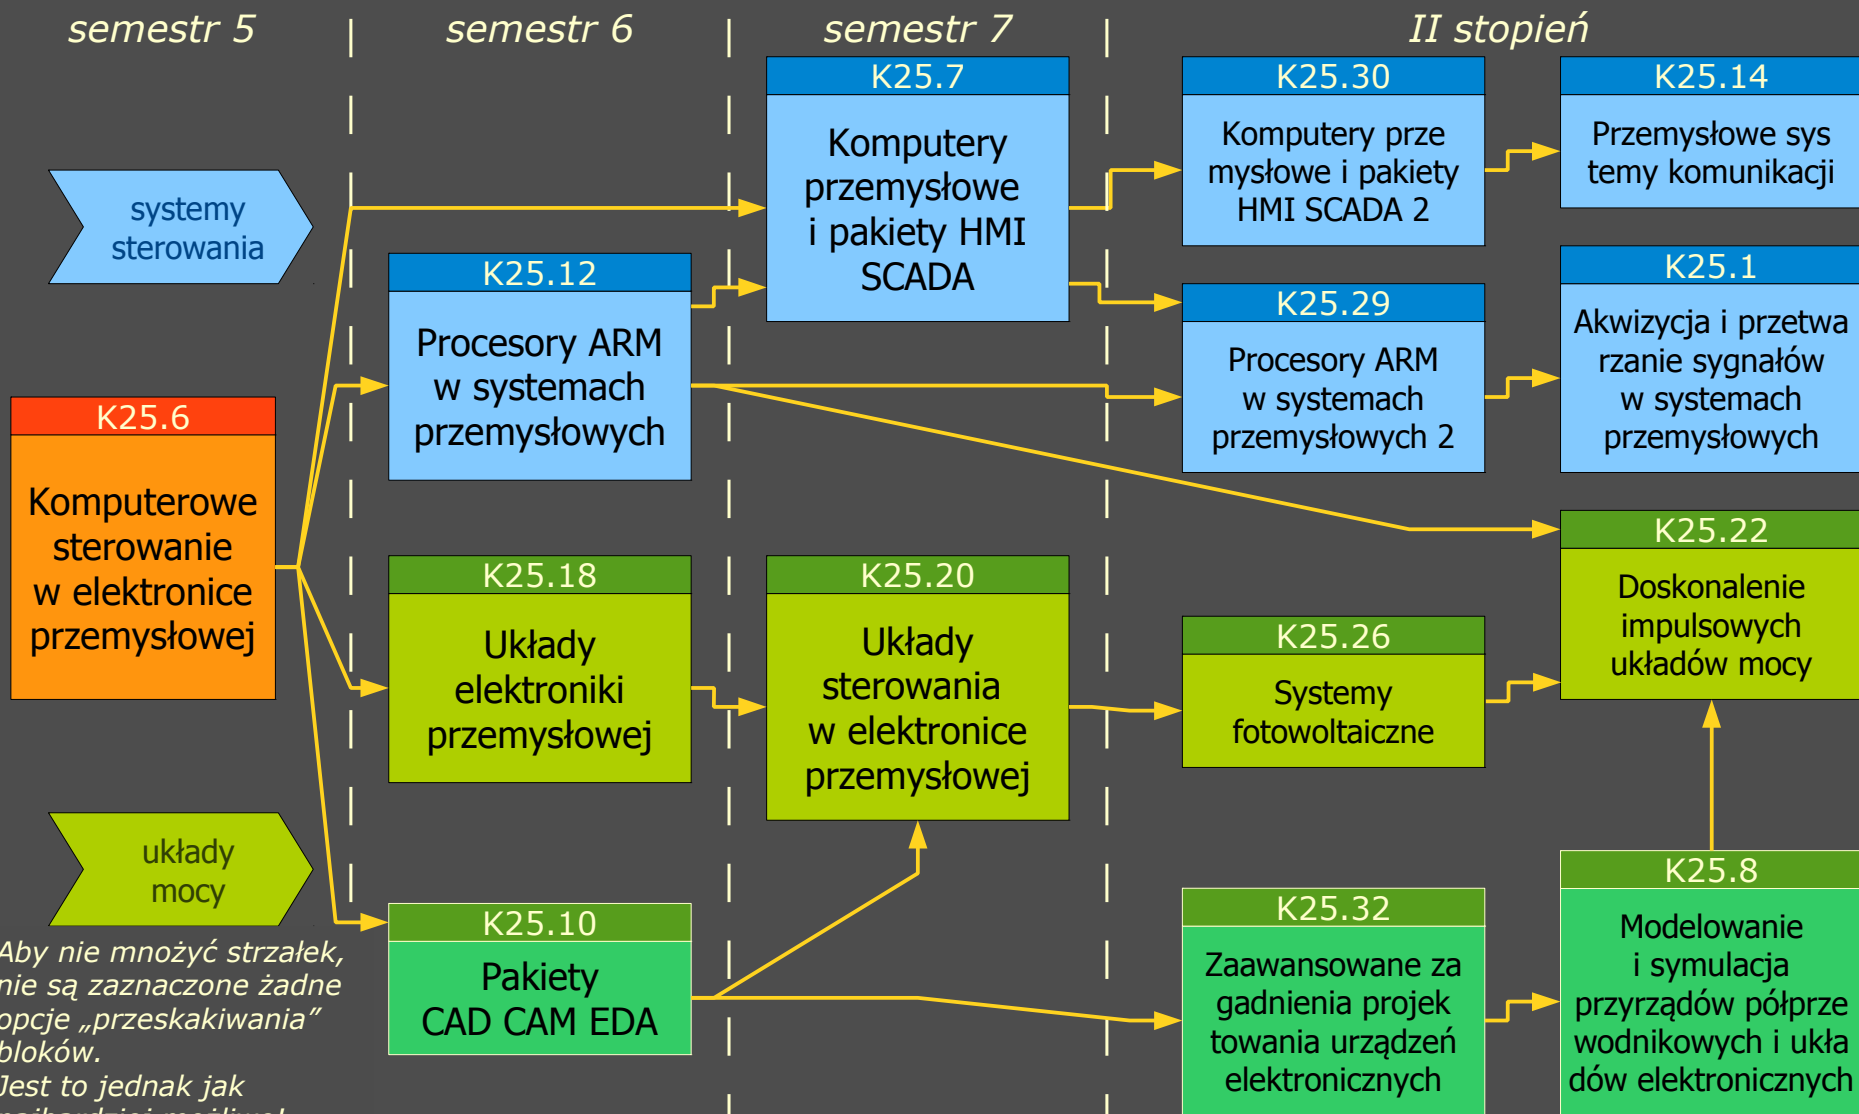 semestr 5
semestr 6
semestr 7
II stopień
systemy
sterowania
K25.6
Komputerowe
sterowanie
w elektronice
przemysłowej
układy
mocy
Aby nie mnożyć strzałek,
nie są zaznaczone żadne
opcje „przeskakiwania”
bloków.
Jest to jednak jak
najbardziej możliwe!
K25.12
Procesory ARM
w systemach
przemysłowych
K25.18
Układy
elektroniki
przemysłowej
K25.10
Pakiety
CAD CAM EDA
K25.7
Komputery
przemysłowe
i pakiety HMI
SCADA
K25.20
Układy
sterowania
w elektronice
przemysłowej
K25.30
Komputery prze
mysłowe i pakiety
HMI SCADA 2
K25.29
Procesory ARM
w systemach
przemysłowych 2
K25.26
Systemy
fotowoltaiczne
K25.32
Zaawansowane za
gadnienia projek
towania urządzeń
elektronicznych
K25.14
Przemysłowe sys
temy komunikacji
K25.1
Akwizycja i przetwa
rzanie sygnałów
w systemach
przemysłowych
K25.22
Doskonalenie
impulsowych
układów mocy
K25.8
Modelowanie
i symulacja
przyrządów półprze
wodnikowych i ukła
dów elektronicznych